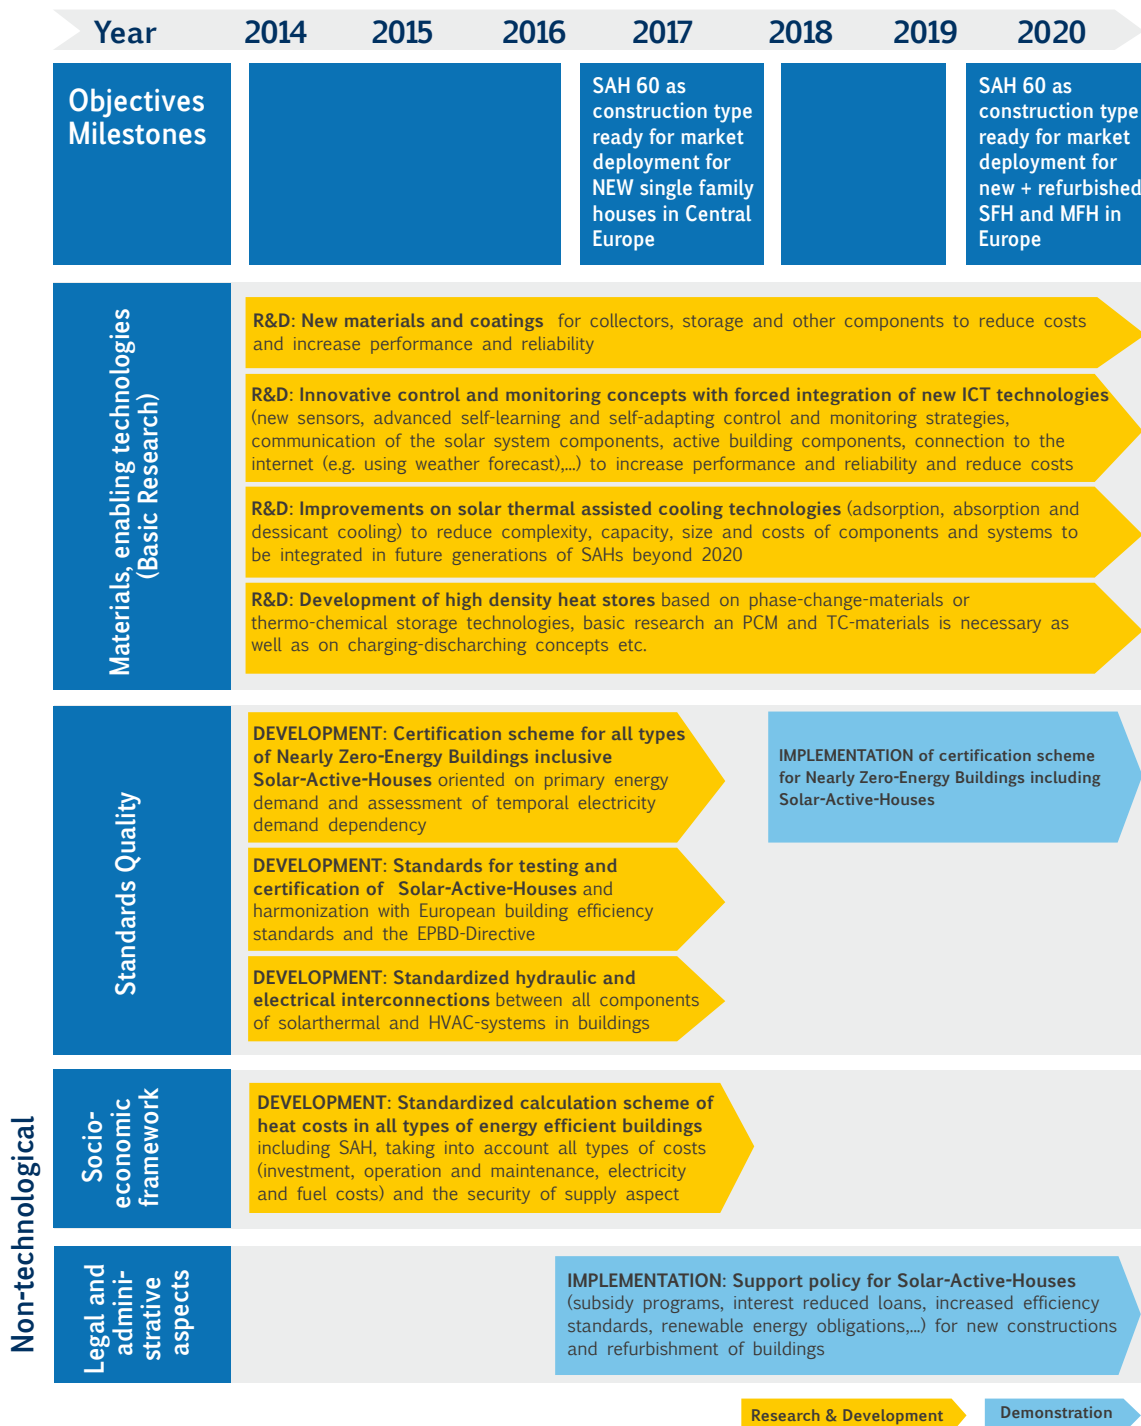 Year 2014 2015 2016 2017 2018 2019 2020
Objectives
Milestones
SAH 60 as
construction type
ready for market
deployment for
NEW single family
houses in Central
Europe
SAH 60 as
construction type
ready for market
deployment for
new + refurbished
SFH and MFH in
Europe
Materials, enabling technologies
(Basic Research)
R&D: New materials and coatings for collectors, storage and other components to reduce costs
and increase performance and reliability
R&D: Innovative control and monitoring concepts with forced integration of new ICT technologies
(new sensors, advanced self-learning and self-adapting control and monitoring strategies,
communication of the solar system components, active building components, connection to the
internet (e.g. using weather forecast),...) to increase performance and reliability and reduce costs
R&D: Improvements on solar thermal assisted cooling technologies (adsorption, absorption and
dessicant cooling) to reduce complexity, capacity, size and costs of components and systems to
be integrated in future generations of SAHs beyond 2020
R&D: Development of high density heat stores based on phase-change-materials or
thermo-chemical storage technologies, basic research an PCM and TC-materials is necessary as
well as on charging-discharching concepts etc.
Standards Quality
DEVELOPMENT: Certification scheme for all types
of Nearly Zero-Energy Buildings inclusive
Solar-Active-Houses oriented on primary energy
demand and assessment of temporal electricity
demand dependency
IMPLEMENTATION of certification scheme
for Nearly Zero-Energy Buildings including
Solar-Active-Houses
DEVELOPMENT: Standards for testing and
certification of Solar-Active-Houses and
harmonization with European building efficiency
standards and the EPBD-Directive
DEVELOPMENT: Standardized hydraulic and
electrical interconnections between all components
of solarthermal and HVAC-systems in buildings
Non-technological
Socio-
economic
framework
DEVELOPMENT: Standardized calculation scheme of
heat costs in all types of energy efficient buildings
including SAH, taking into account all types of costs
(investment, operation and maintenance, electricity
and fuel costs) and the security of supply aspect
Legal and
admini-
strative
aspects
IMPLEMENTATION: Support policy for Solar-Active-Houses
(subsidy programs, interest reduced loans, increased efficiency
standards, renewable energy obligations,...) for new constructions
and refurbishment of buildings
Research & Development
Demonstration